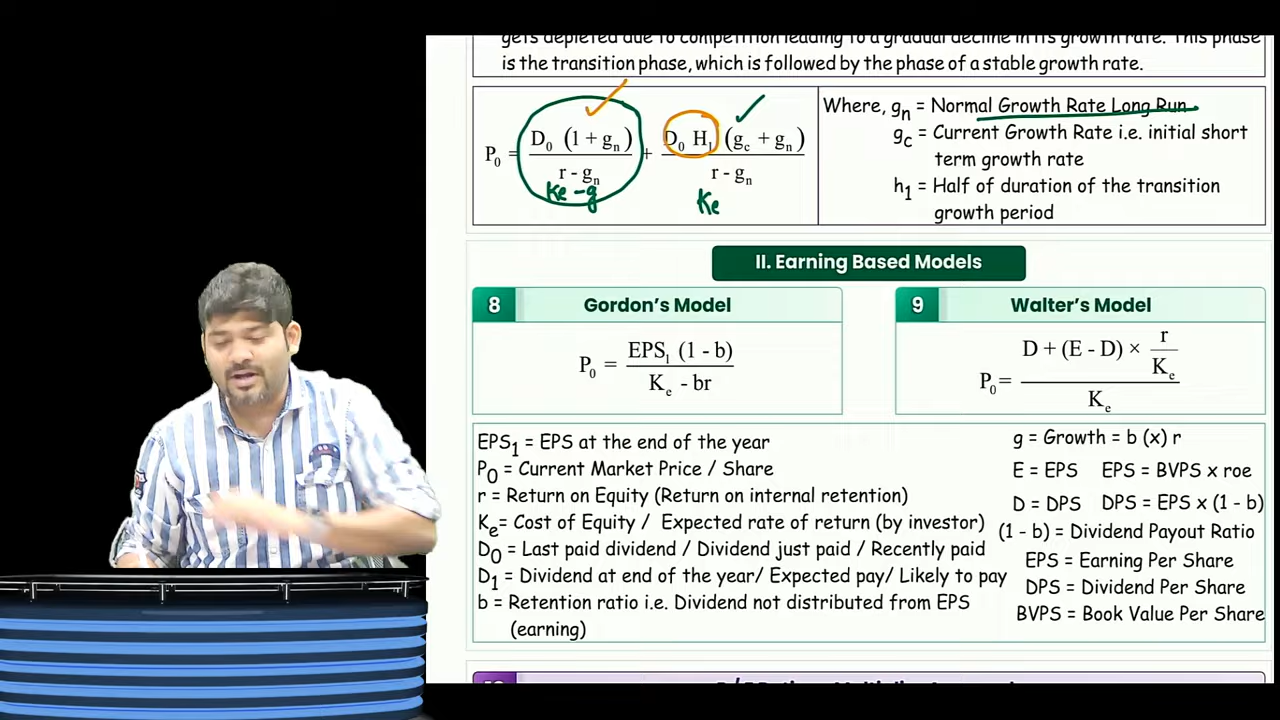 gets depleted due to competition leading to a gradual decline in its growth rate. This phase
is the transition phase, which is followed by the phase of a stable growth rate.
P0 = D0 (1 + gn) / r - gn + D0 H1 (gc + gn) / r - gn
Ke - g
Ke
Where, gn = Normal Growth Rate Long Run
gc = Current Growth Rate i.e. initial short
term growth rate
h1 = Half of duration of the transition
growth period
II. Earning Based Models
8 Gordon's Model
P0 = EPS1 (1 - b) / Ke - br
9 Walter's Model
P0 = D + (E - D) × r / Ke / Ke
EPS1 = EPS at the end of the year
P0 = Current Market Price / Share
r = Return on Equity (Return on internal retention)
Ke = Cost of Equity / Expected rate of return (by investor)
D0 = Last paid dividend / Dividend just paid / Recently paid
D1 = Dividend at end of the year/ Expected pay/ Likely to pay
b = Retention ratio i.e. Dividend not distributed from EPS
(earning)
g = Growth = b (x) r
E = EPS EPS = BVPS x roe
D = DPS DPS = EPS x (1 - b)
(1 - b) = Dividend Payout Ratio
EPS = Earning Per Share
DPS = Dividend Per Share
BVPS = Book Value Per Share